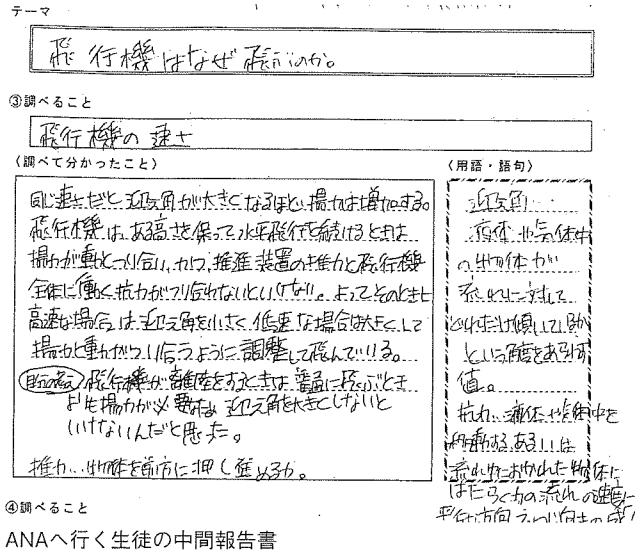 テーマ
飛行機はなぜ飛ぶのか。
③調べること
飛行機の速さ
〈調べて分かったこと〉
同じ速さだと迎え角が大きくなるほど、揚力は増加する。
飛行機は、ある高さを保って水平飛行を続けるときは
揚力が重力とつり合い、かつ、推進装置の推力と飛行機
全体に働く抗力がつり合わないといけない。よってそのときに
高速な場合は迎え角を小さく、低速な場合は大きくして
揚力と重力がつり合うように調整して飛んでいる。
飛行機が離陸をするときは普通に飛ぶとき
よりも揚力が必要な 迎え角を大きくしないと
いけないんだと思った。
推力…物体を前方に押し進める力。
〈用語・語句〉
迎え角…
液体や気体中
の物体が
流れに対して
どれだけ傾いているか
という角度をあらわす
値。
抗力…液体や気体中を
移動するあるいは
流れ中におかれた物体に
はたらく力の流れの速度に
平行な方向
④調べること
ANAへ行く生徒の中間報告書